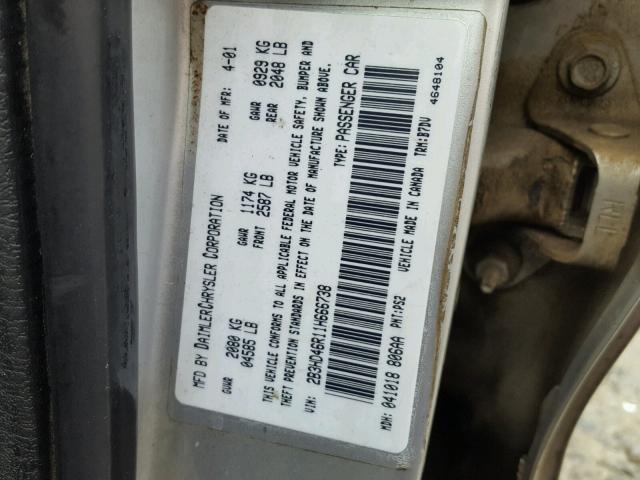 MFD BY DAIMLERCHRYSLER CORPORATION DATE OF MFR: 4-01
GVWR 2080 KG 04585 LB GAWR FRONT 1174 KG 2587 LB GAWR REAR 0929 KG 2048 LB
THIS VEHICLE CONFORMS TO ALL APPLICABLE FEDERAL MOTOR VEHICLE SAFETY, BUMPER AND
THEFT PREVENTION STANDARDS IN EFFECT ON THE DATE OF MANUFACTURE SHOWN ABOVE.
VIN: 2B3HD46R11H666738 TYPE: PASSENGER CAR
MDH: 041018 806AA PNT: PS2 VEHICLE MADE IN CANADA TRM: B7DV
4648104